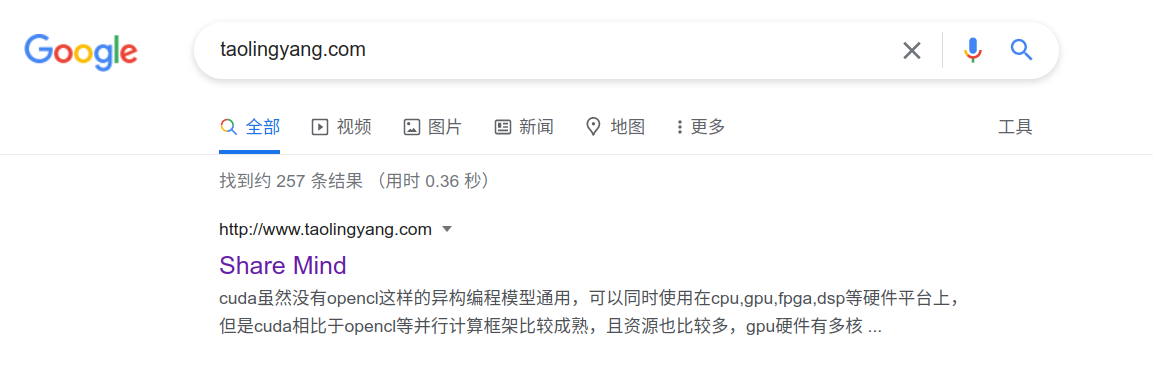 Google
taolingyang.com
全部 视频 图片 新闻 地图 更多 工具
找到约 257 条结果 （用时 0.36 秒）
http://www.taolingyang.com
Share Mind
cuda虽然没有opencl这样的异构编程模型通用，可以同时使用在cpu,gpu,fpga,dsp等硬件平台上，
但是cuda相比于opencl等并行计算框架比较成熟，且资源也比较多，gpu硬件有多核 ...